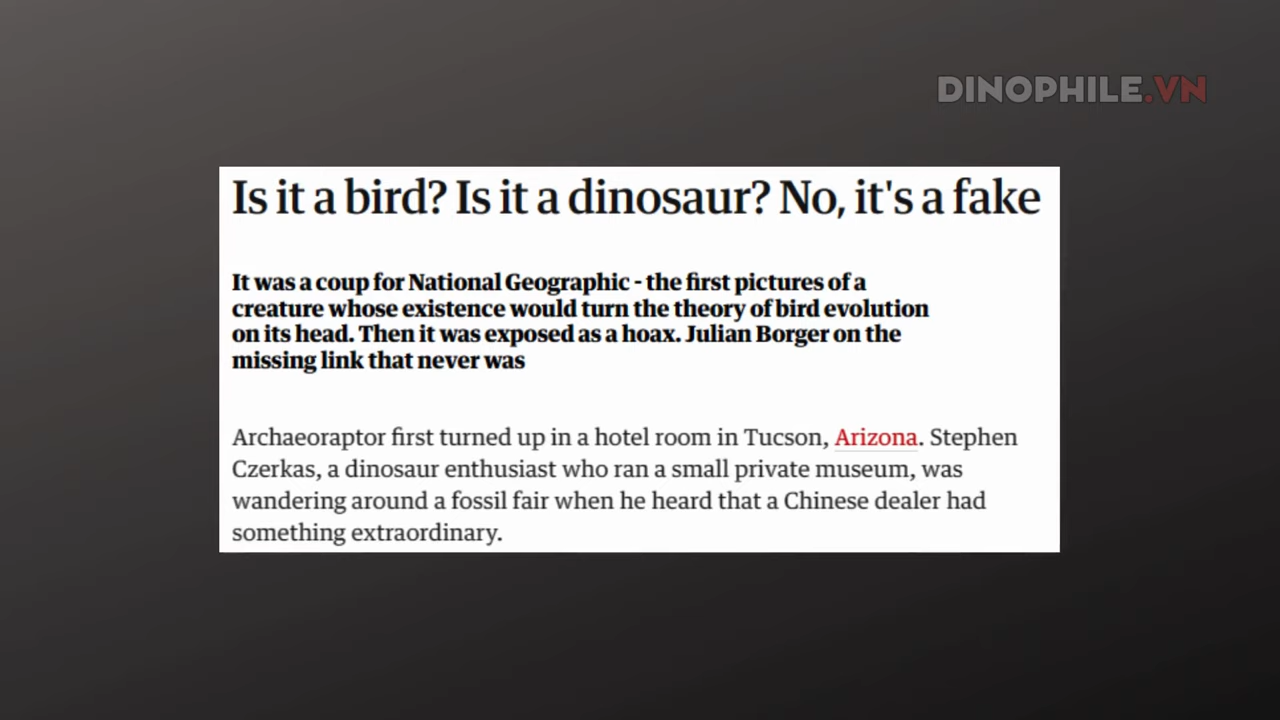 DINOPHILE.VN
Is it a bird? Is it a dinosaur? No, it's a fake
It was a coup for National Geographic - the first pictures of a
creature whose existence would turn the theory of bird evolution
on its head. Then it was exposed as a hoax. Julian Borger on the
missing link that never was
Archaeoraptor first turned up in a hotel room in Tucson, Arizona. Stephen
Czerkas, a dinosaur enthusiast who ran a small private museum, was
wandering around a fossil fair when he heard that a Chinese dealer had
something extraordinary.